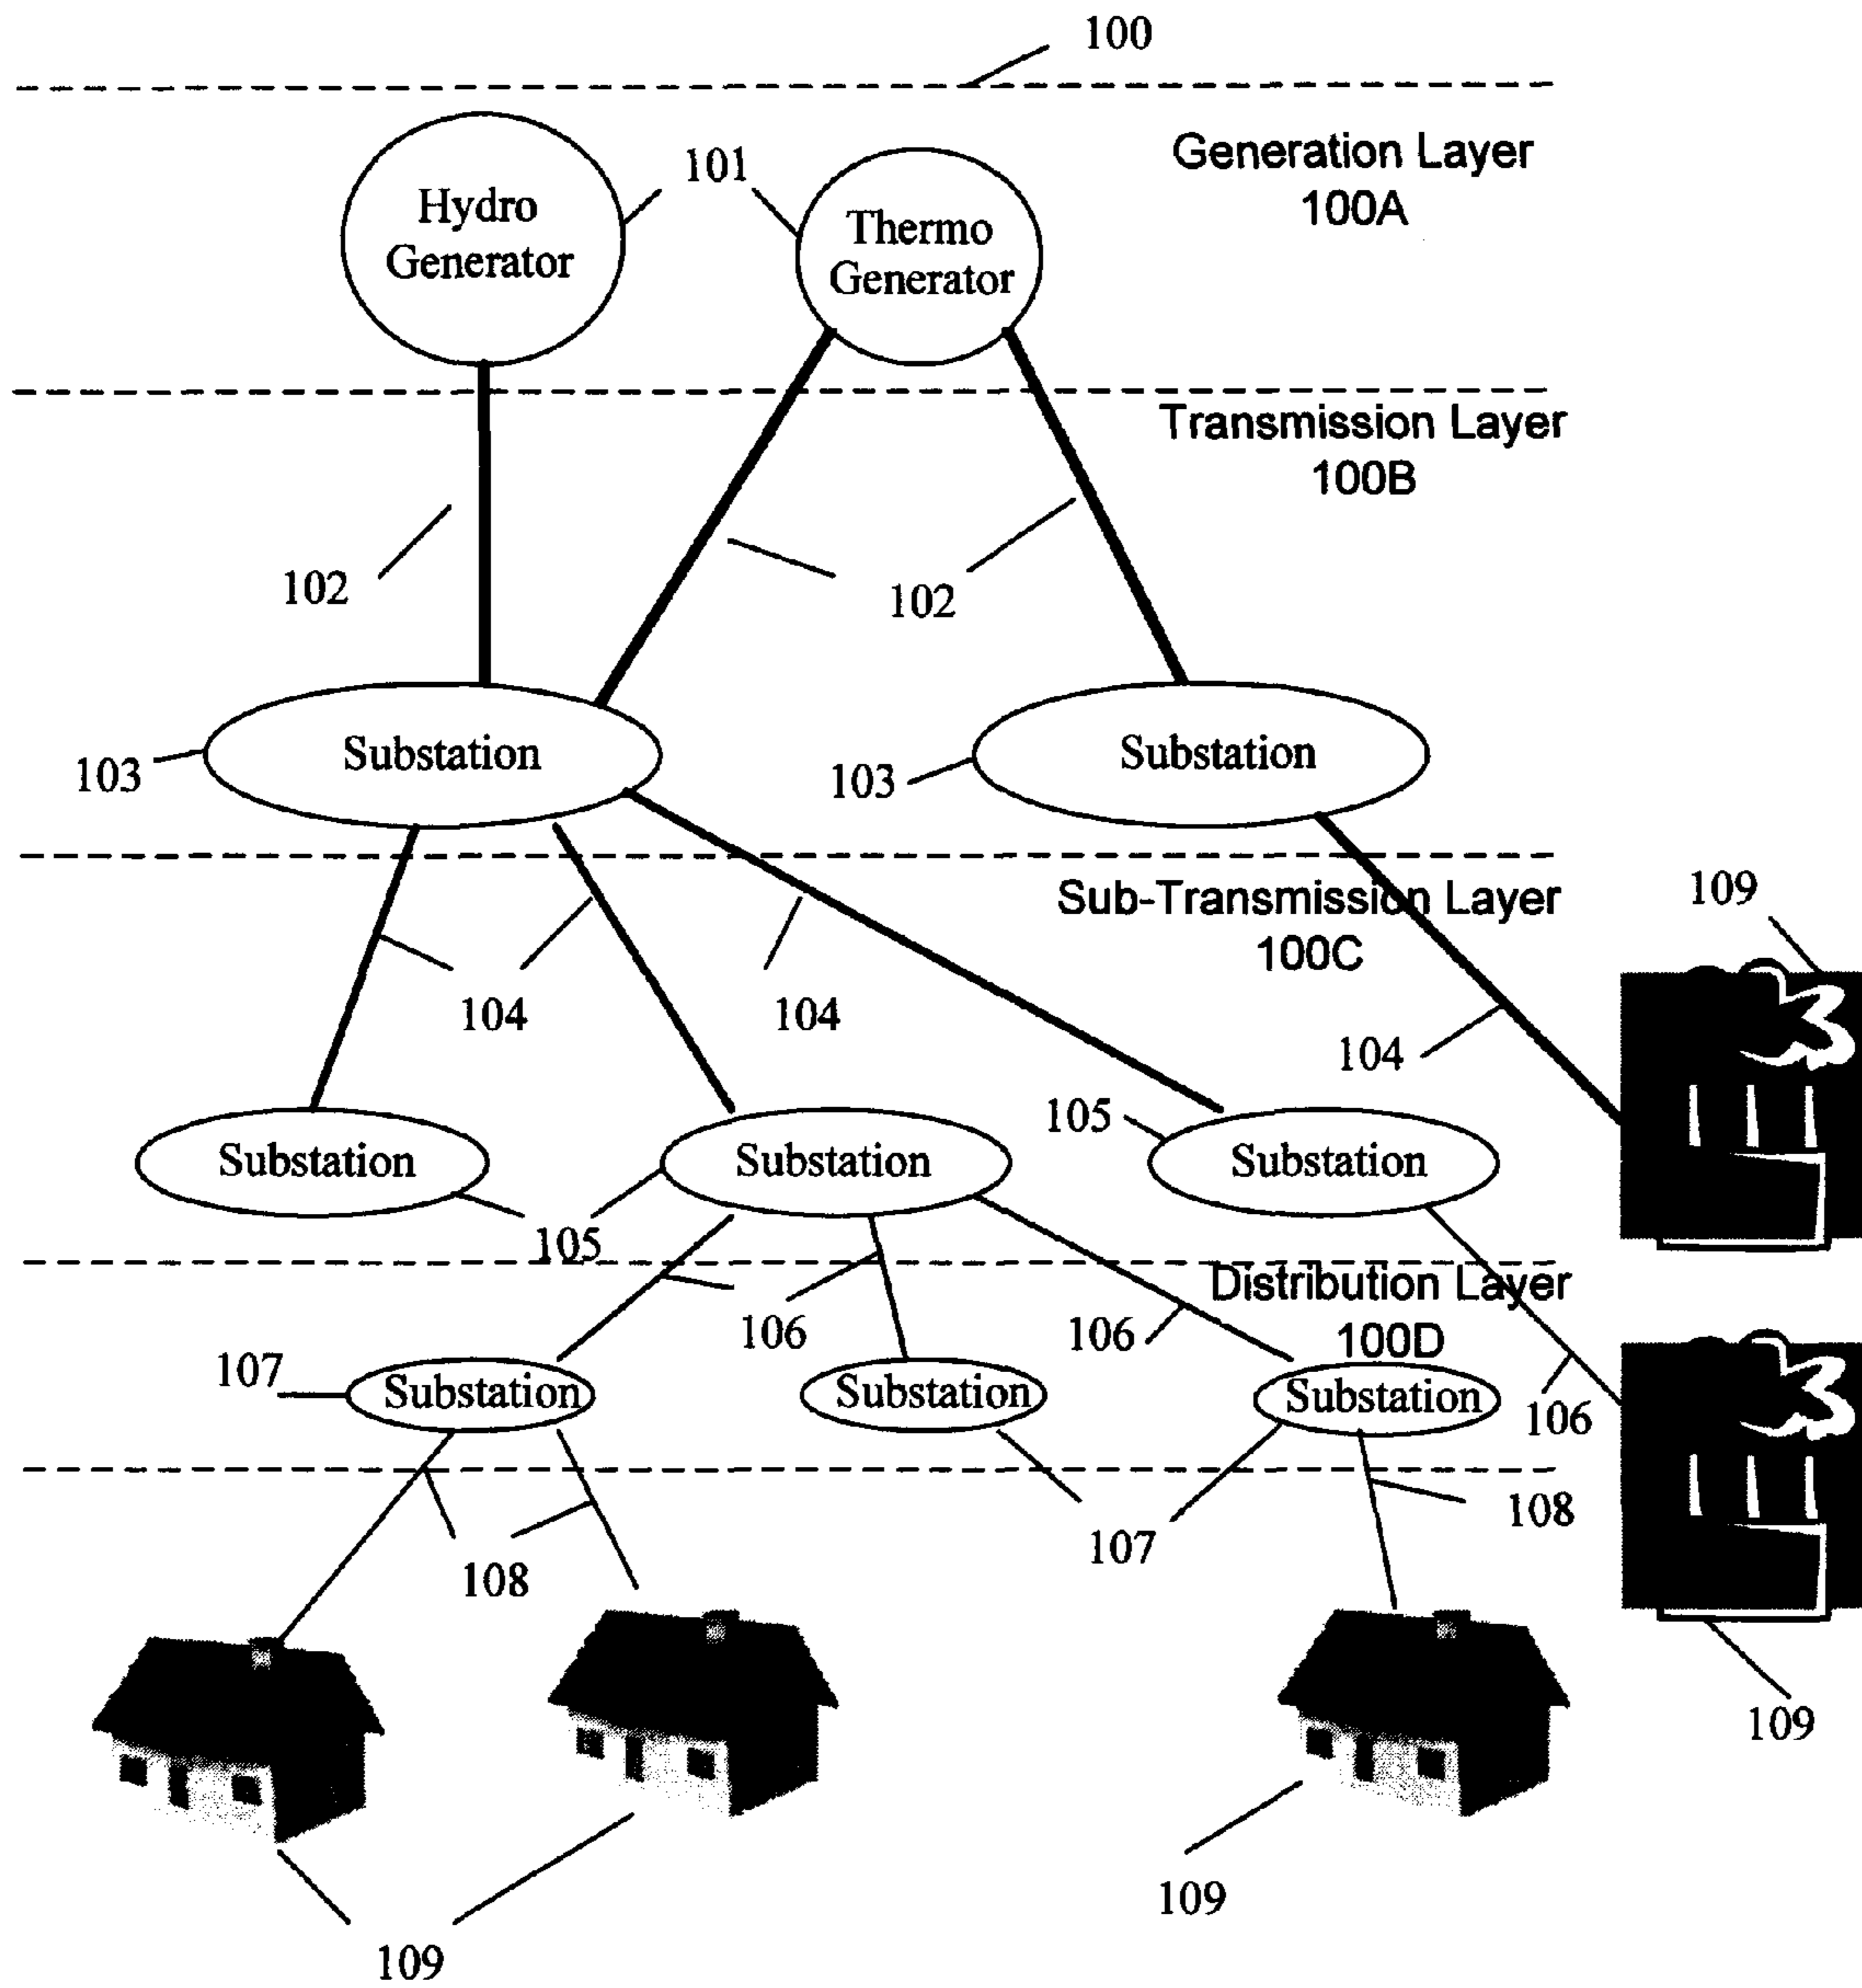 100
Generation Layer
100A
101
Hydro
Generator
Thermo
Generator
Transmission Layer
100B
102
102
Substation
Substation
103
103
Sub-Transmission Layer
100C
109
104
104
104
105
Substation
Substation
Substation
105
Distribution Layer
100D
106
106
107
Substation
Substation
Substation
106
108
107
108
109
109
109